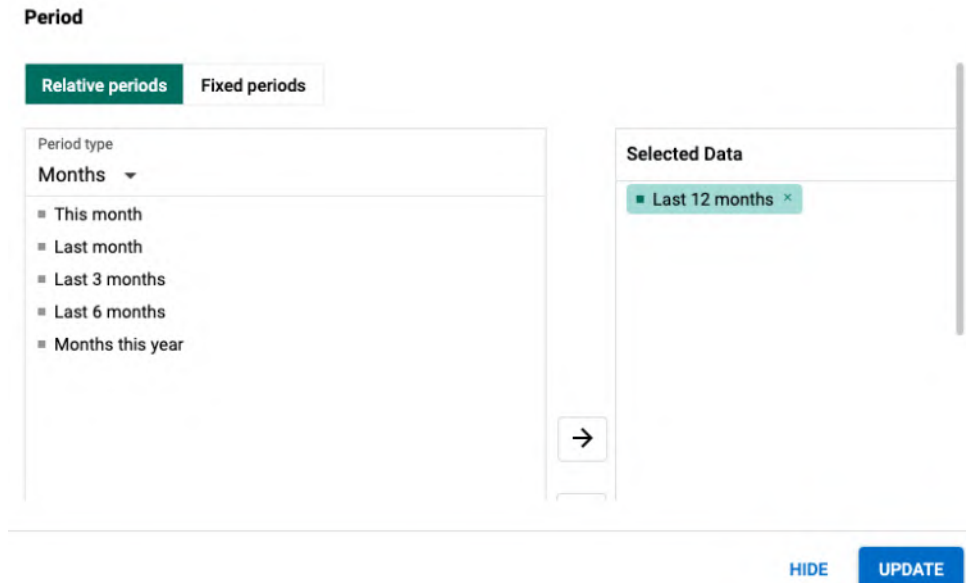 Period
Relative periods
Fixed periods
Period type
Months
This month
Last month
Last 3 months
Last 6 months
Months this year
Selected Data
Last 12 months ×
HIDE
UPDATE